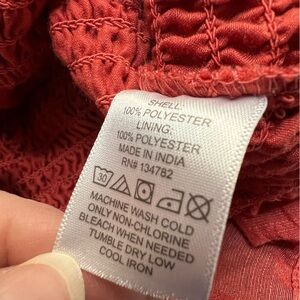 SHELL:
100% POLYESTER
LINING:
100% POLYESTER
MADE IN INDIA
RN# 134782
30
MACHINE WASH COLD
ONLY NON-CHLORINE
BLEACH WHEN NEEDED
TUMBLE DRY LOW
COOL IRON